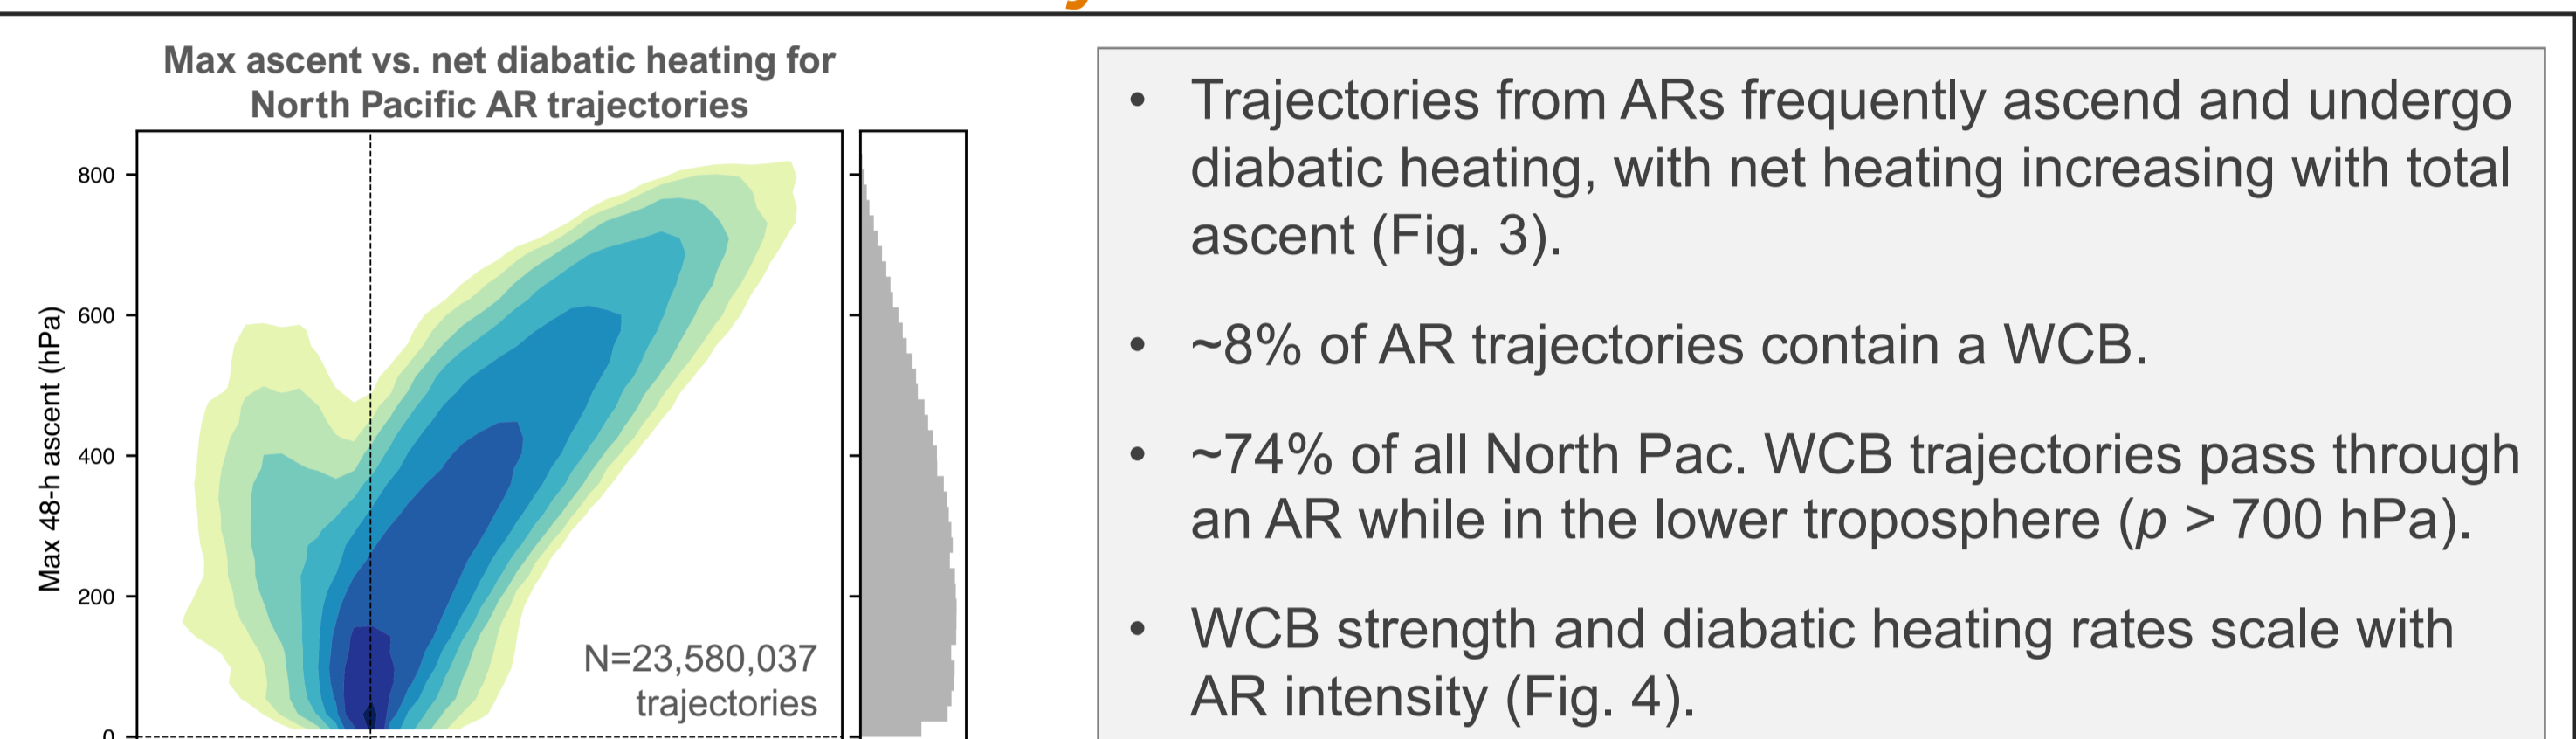 Max ascent vs. net diabatic heating for
North Pacific AR trajectories
Max 48-h ascent (hPa)
800
600
400
200
0
N=23,580,037
trajectories
• Trajectories from ARs frequently ascend and undergo
diabatic heating, with net heating increasing with total
ascent (Fig. 3).
• ~8% of AR trajectories contain a WCB.
• ~74% of all North Pac. WCB trajectories pass through
an AR while in the lower troposphere (p > 700 hPa).
• WCB strength and diabatic heating rates scale with
AR intensity (Fig. 4).